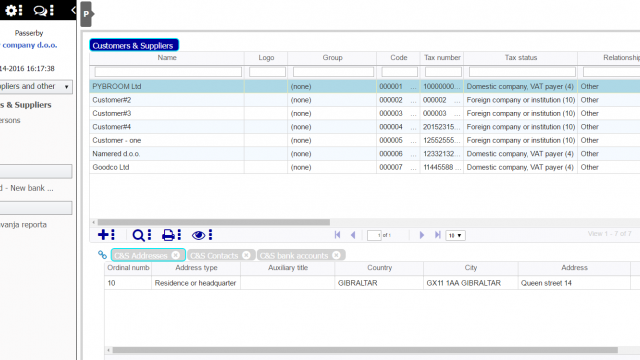 P
Passerby
company d.o.o.
14-2016 16:17:38
ppliers and other
s & Suppliers
ersons
d - New bank ...
ovanja reporta
Customers & Suppliers
Name Logo Group Code Tax number Tax status Relationship
PYBROOM Ltd (none) 000001 ... 10000000... Domestic company, VAT payer (4) Other
Customer#2 (none) 000002 ... 000002 ... Foreign company or institution (10) Other
Customer#3 (none) 000003 ... 000003 ... Foreign company or institution (10) Other
Customer#4 (none) 000004 ... 20152315... Foreign company or institution (10) Other
Customer - one (none) 000005 ... 12552555... Foreign company or institution (10) Other
Namered d.o.o. (none) 000006 ... 12332132... Domestic company, VAT payer (4) Other
Goodco Ltd (none) 000007 ... 11445588 ... Domestic company, VAT payer (4) Other
1 of 1 10 View 1 - 7 of 7
C&S Addresses C&S Contacts C&S bank accounts
Ordinal numb Address type Auxiliary title Country City Address
10 Residence or headquarter GIBRALTAR GX11 1AA GIBRALTAR Queen street 14